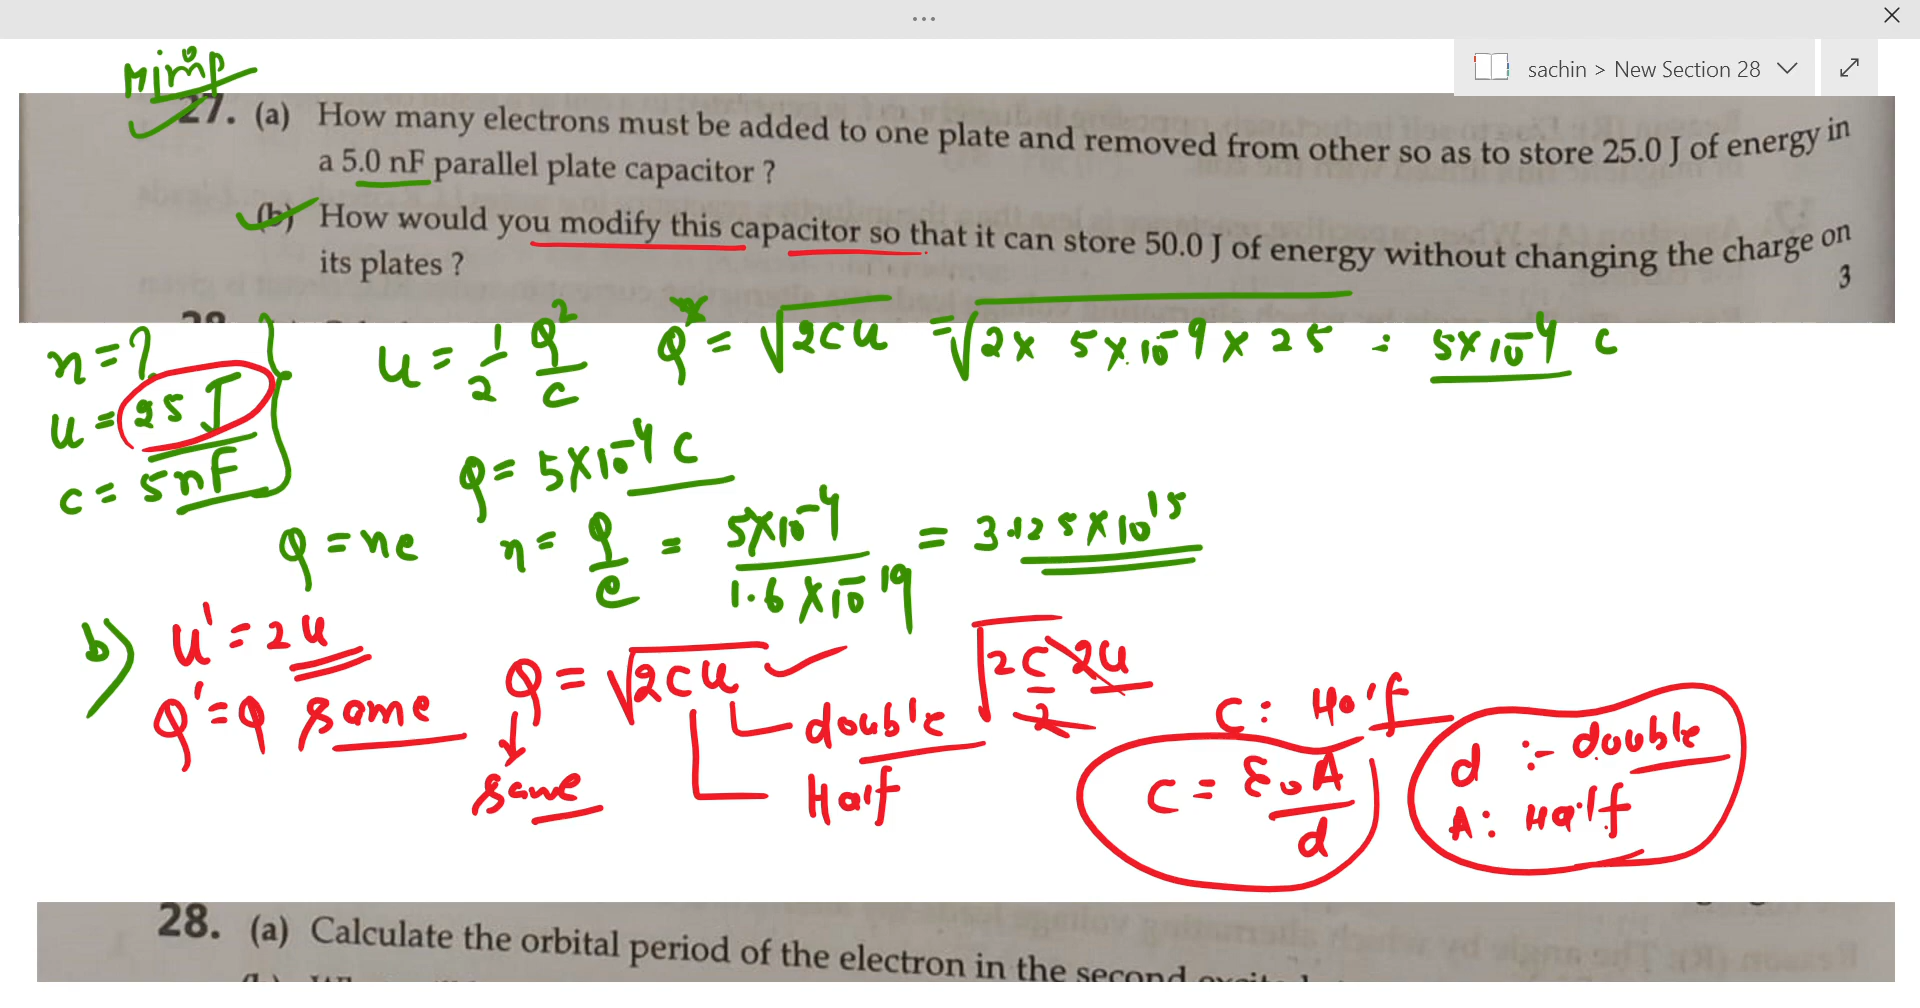 sachin > New Section 28
M.imp
27. (a) How many electrons must be added to one plate and removed from other so as to store 25.0 J of energy in
a 5.0 nF parallel plate capacitor ?
(b) How would you modify this capacitor so that it can store 50.0 J of energy without changing the charge on
its plates ?
3
n = ?
u = 25 J
c = 5nF
u = 1/2 Q²/C
Q = √2cu = √2 × 5×10⁻⁹ × 25 = 5×10⁻⁴ C
Q = 5×10⁻⁴ C
Q = ne n = Q/e = 5×10⁻⁴/1.6×10⁻¹⁹ = 3.125×10¹⁵
b) u' = 2u
Q' = Q same
Q = √2cu
same
double
Half
√2 C/2 2u
C: Half
C = ε₀A/d
d :- double
A: Half
28. (a) Calculate the orbital period of the electron in the second